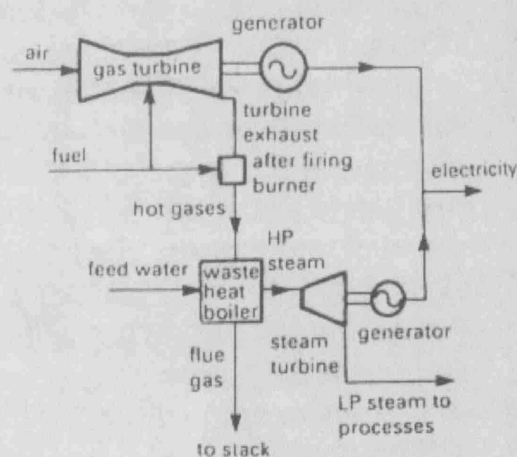 generator
air
gas turbine
turbine
exhaust
fuel
after firing
burner
electricity
hot gases
HP
steam
feed water
waste
heat
boiler
generator
steam
turbine
flue
gas
LP steam to
processes
to stack